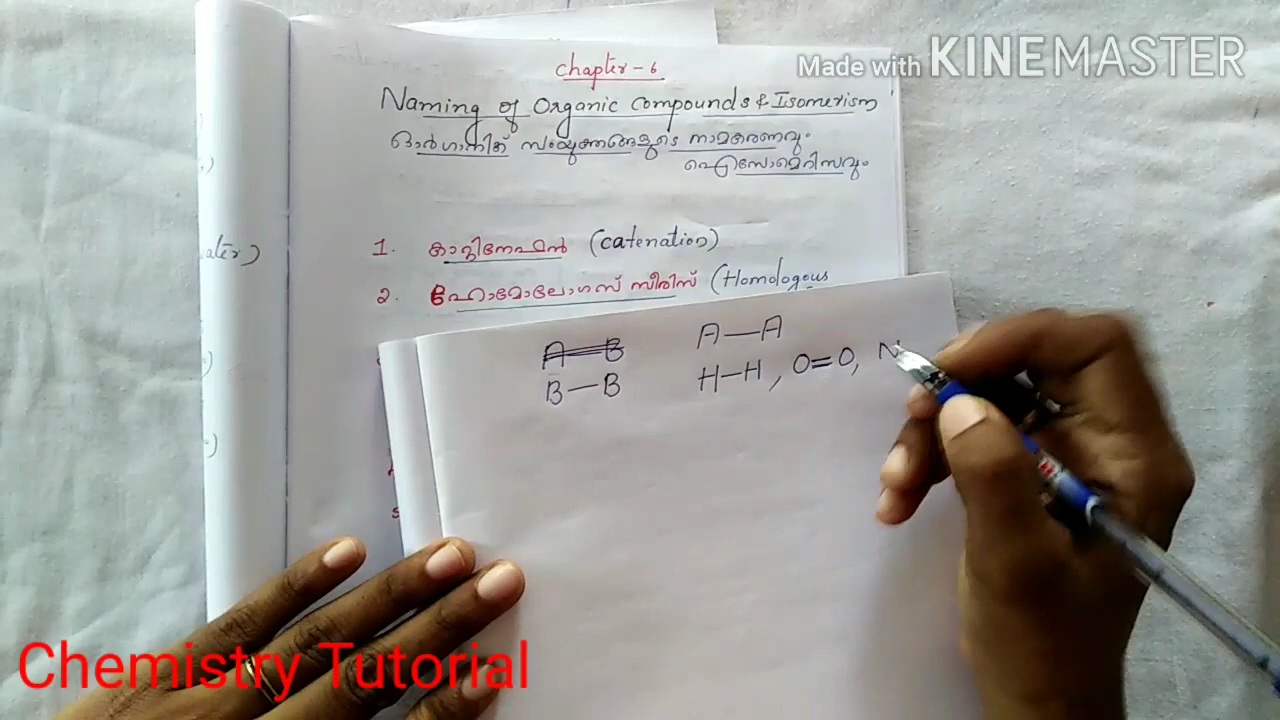 Made with KINEMASTER
Chapter - 6
Naming of Organic Compounds & Isomerism
ഓർഗാനിക് സംയുക്തങ്ങളുടെ നാമകരണവും
ഐസോമെറിസവും
ater)
1. കാറ്റിനേഷൻ (Catenation)
2. ഹോമോലോഗസ് സീരിസ് (Homologous
A — B
B — B
A — A
H — H , O = O, N
Chemistry Tutorial